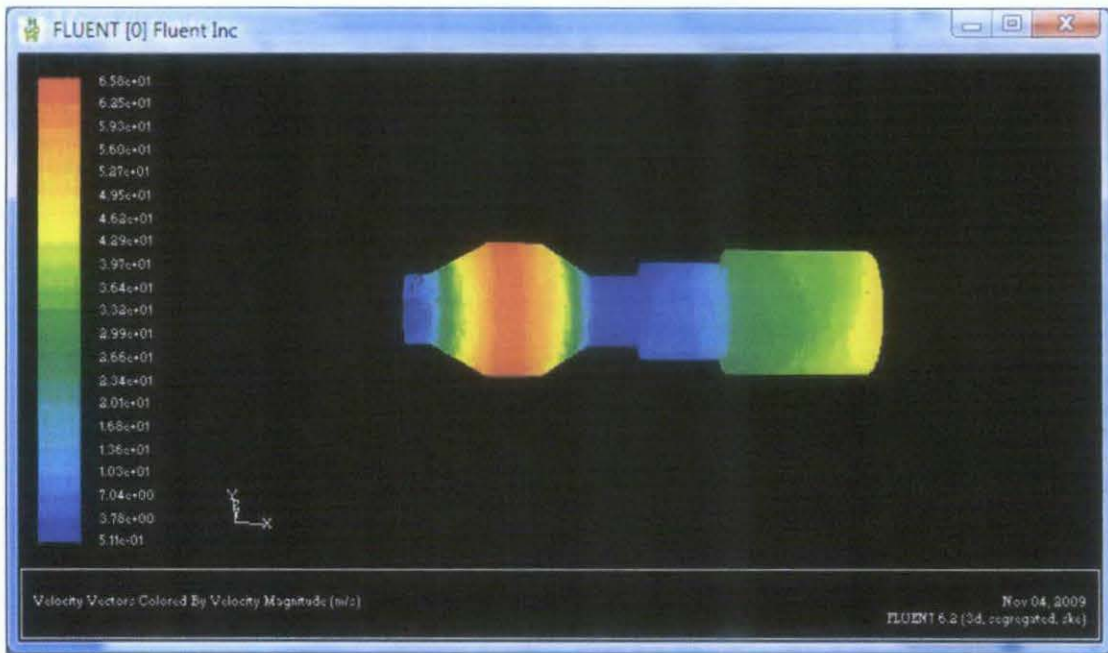 FLUENT [0] Fluent Inc
6.58e+01
6.25e+01
5.93e+01
5.60e+01
5.27e+01
4.95e+01
4.62e+01
4.29e+01
3.97e+01
3.64e+01
3.32e+01
2.99e+01
2.66e+01
2.34e+01
2.01e+01
1.68e+01
1.36e+01
1.03e+01
7.04e+00
3.78e+00
5.11e-01
Y
X
Velocity Vectors Colored By Velocity Magnitude (m/s)
Nov 04, 2009
FLUENT 6.2 (3d, segregated, ske)